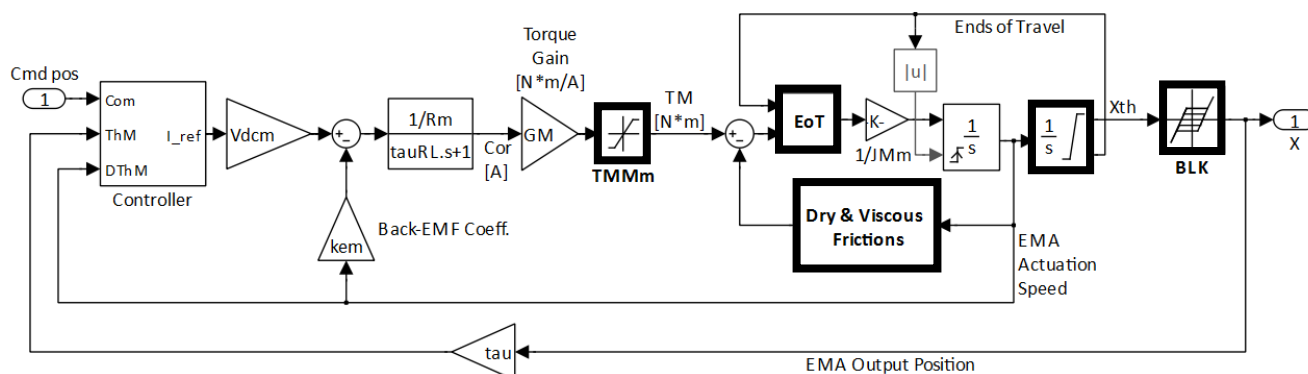 Ends of Travel
Torque
Gain
[N*m/A]
Cmd pos
1
Com
ThM
DThM
I_ref
Controller
Vdcm
+
-
1/Rm
tauRL.s+1
Cor
[A]
GM
TMMm
TM
[N*m]
+
-
EoT
|u|
K-
1/JMm
1
s
1
s
Xth
BLK
1
X
kem
Back-EMF Coeff.
Dry & Viscous
Frictions
EMA
Actuation
Speed
tau
EMA Output Position